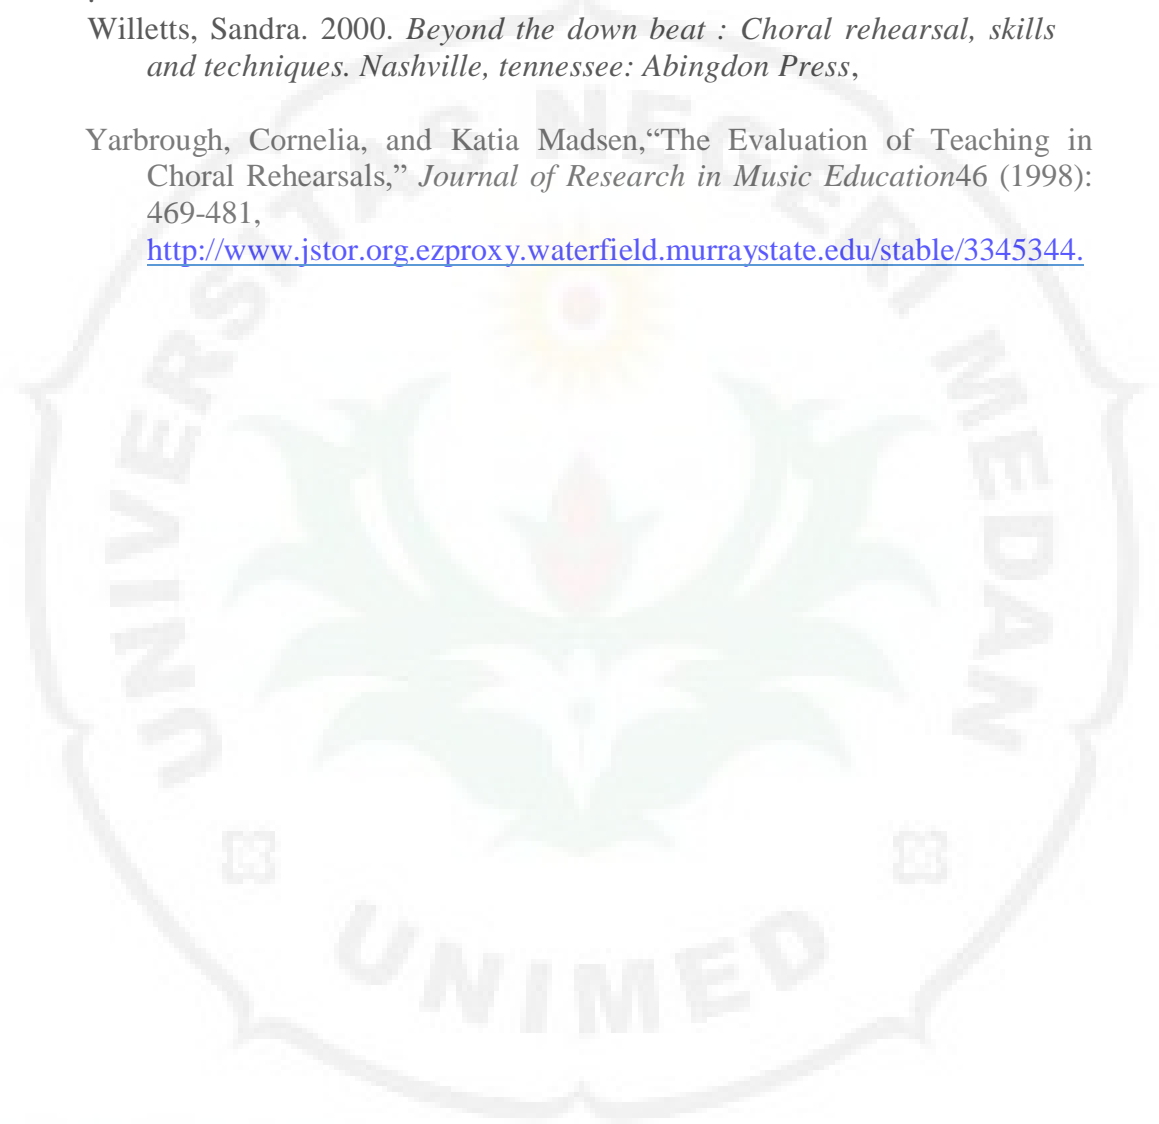 Willetts, Sandra. 2000. Beyond the down beat : Choral rehearsal, skills
and techniques. Nashville, tennessee: Abingdon Press,
Yarbrough, Cornelia, and Katia Madsen,“The Evaluation of Teaching in
Choral Rehearsals,” Journal of Research in Music Education46 (1998):
469-481,
http://www.jstor.org.ezproxy.waterfield.murraystate.edu/stable/3345344.
UNIVERSITAS NEGERI MEDAN
UNIMED